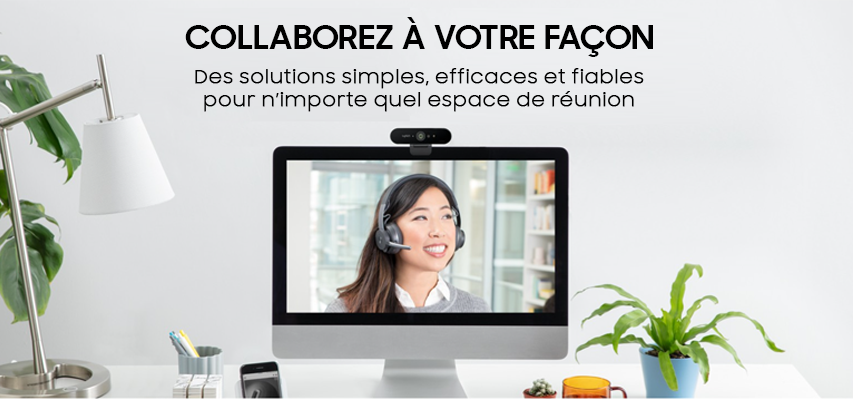 COLLABOREZ À VOTRE FAÇON
Des solutions simples, efficaces et fiables
pour n'importe quel espace de réunion